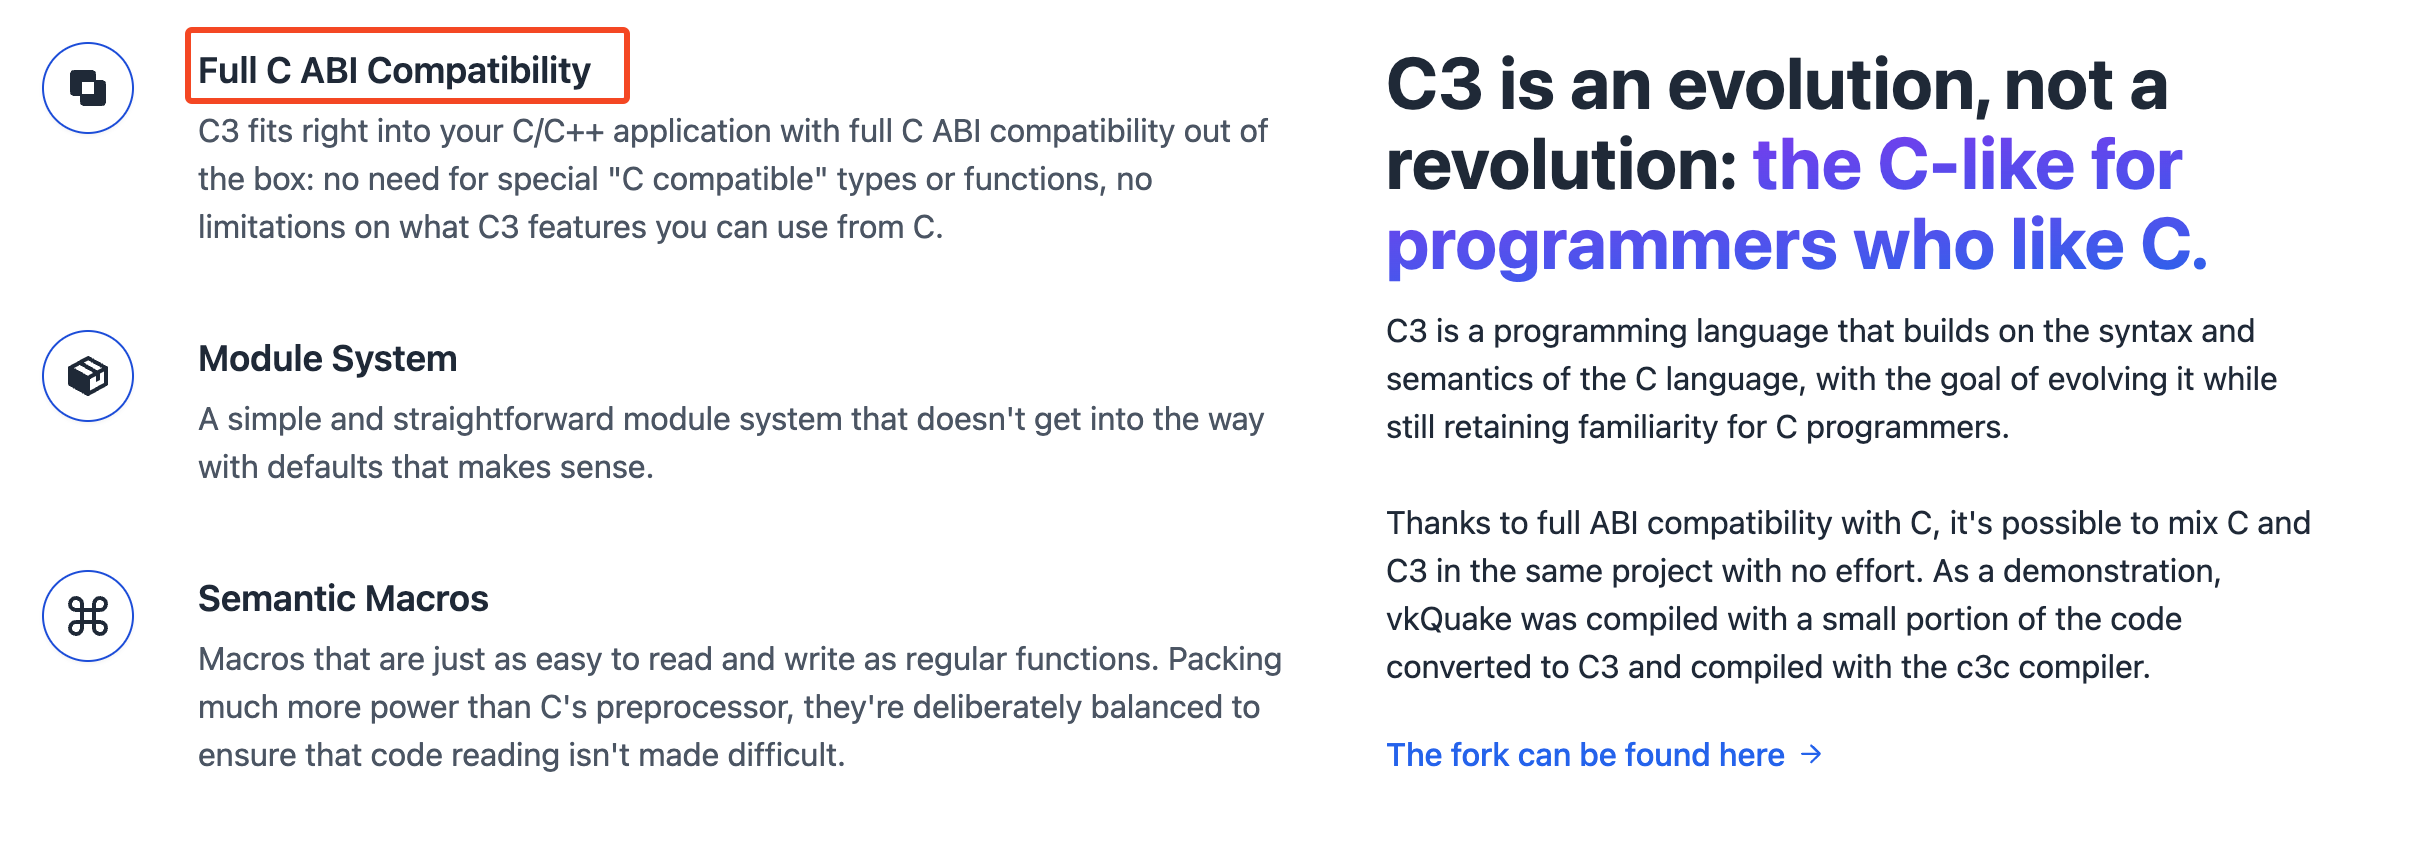 Full C ABI Compatibility
C3 fits right into your C/C++ application with full C ABI compatibility out of
the box: no need for special "C compatible" types or functions, no
limitations on what C3 features you can use from C.
Module System
A simple and straightforward module system that doesn't get into the way
with defaults that makes sense.
Semantic Macros
Macros that are just as easy to read and write as regular functions. Packing
much more power than C's preprocessor, they're deliberately balanced to
ensure that code reading isn't made difficult.
C3 is an evolution, not a
revolution: the C-like for
programmers who like C.
C3 is a programming language that builds on the syntax and
semantics of the C language, with the goal of evolving it while
still retaining familiarity for C programmers.
Thanks to full ABI compatibility with C, it's possible to mix C and
C3 in the same project with no effort. As a demonstration,
vkQuake was compiled with a small portion of the code
converted to C3 and compiled with the c3c compiler.
The fork can be found here →